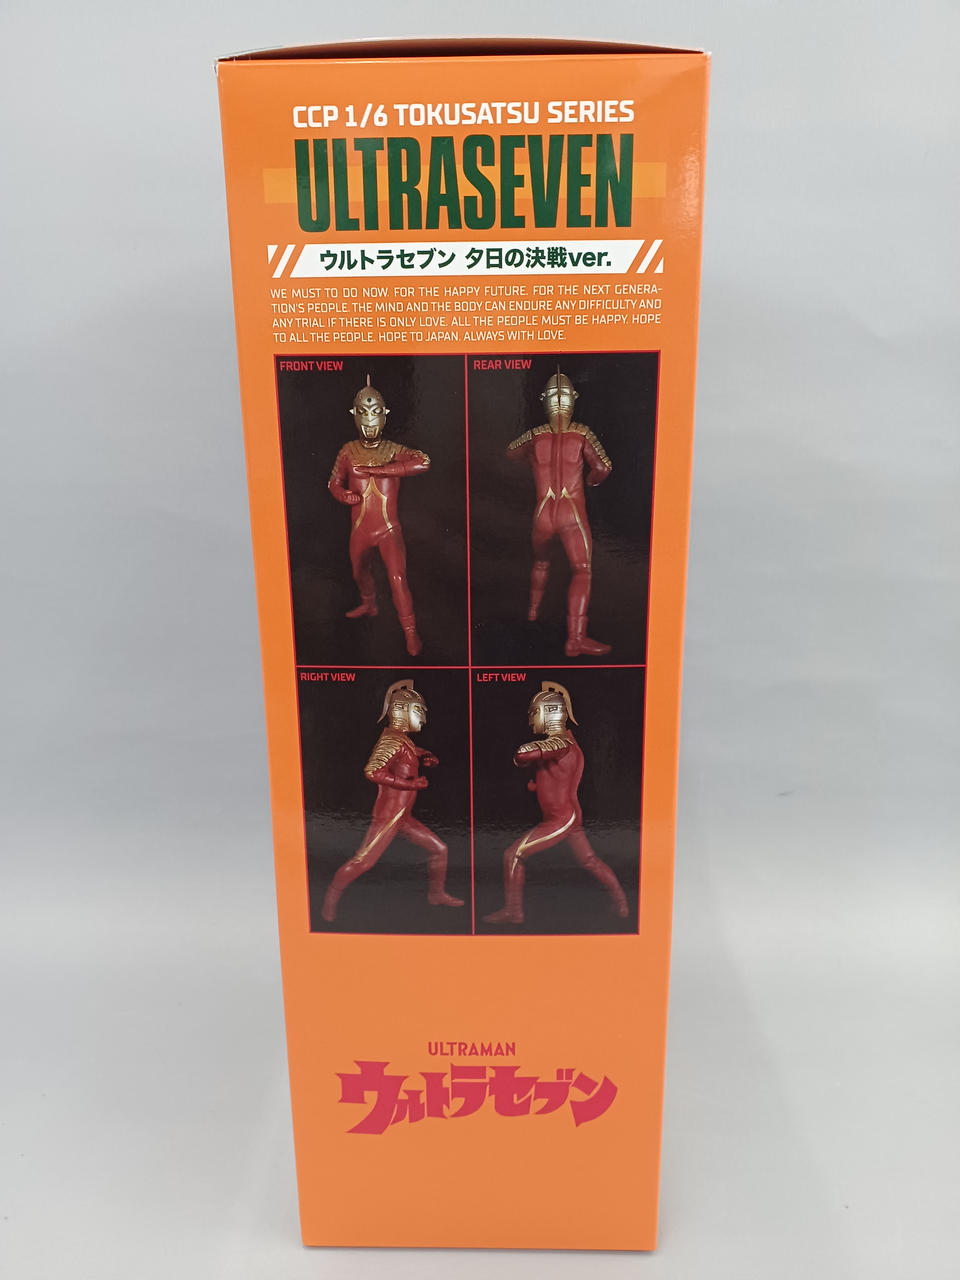 CCP 1/6 TOKUSATSU SERIES
ULTRASEVEN
ウルトラセブン 夕日の決戦ver.
WE MUST TO DO NOW. FOR THE HAPPY FUTURE. FOR THE NEXT GENERA-
TION'S PEOPLE. THE MIND AND THE BODY CAN ENDURE ANY DIFFICULTY AND
ANY TRIAL IF THERE IS ONLY LOVE. ALL THE PEOPLE MUST BE HAPPY. HOPE
TO ALL THE PEOPLE. HOPE TO JAPAN. ALWAYS WITH LOVE.
FRONT VIEW
REAR VIEW
RIGHT VIEW
LEFT VIEW
ULTRAMAN
ウルトラセブン